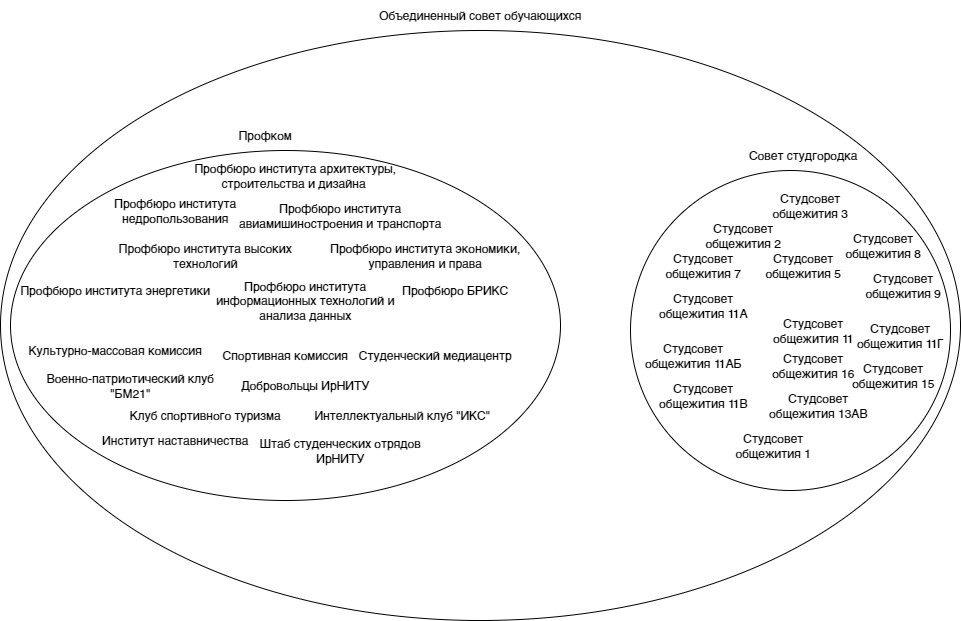 Объединенный совет обучающихся
Профком
Профбюро института архитектуры,
строительства и дизайна
Профбюро института
недропользования
Профбюро института
авиамишиностроения и транспорта
Профбюро института высоких
технологий
Профбюро института экономики,
управления и права
Профбюро института энергетики
Профбюро института
информационных технологий и
анализа данных
Профбюро БРИКС
Культурно-массовая комиссия
Спортивная комиссия
Студенческий медиацентр
Военно-патриотический клуб
"БМ21"
Добровольцы ИрНИТУ
Клуб спортивного туризма
Интеллектуальный клуб "ИКС"
Институт наставничества
Штаб студенческих отрядов
ИрНИТУ
Совет студгородка
Студсовет
общежития 3
Студсовет
общежития 2
Студсовет
общежития 8
Студсовет
общежития 7
Студсовет
общежития 5
Студсовет
общежития 9
Студсовет
общежития 11А
Студсовет
общежития 11
Студсовет
общежития 11Г
Студсовет
общежития 11АБ
Студсовет
общежития 16
Студсовет
общежития 15
Студсовет
общежития 11В
Студсовет
общежития 13АВ
Студсовет
общежития 1